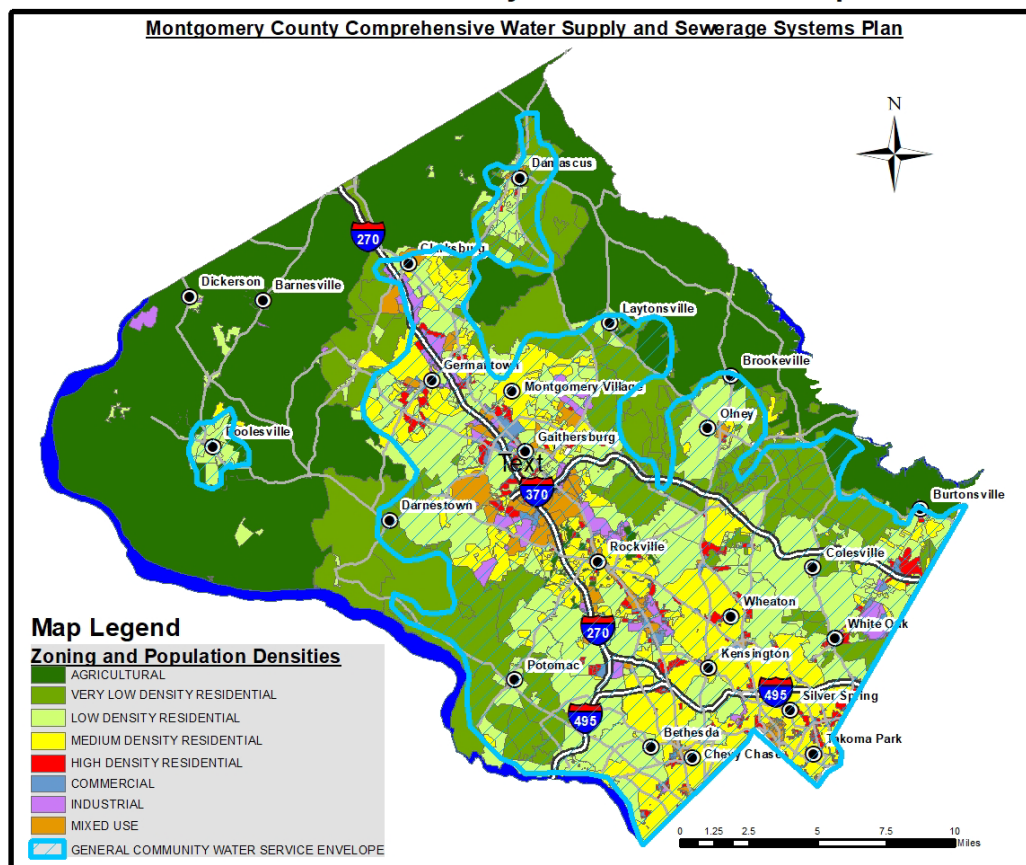 Montgomery County Comprehensive Water Supply and Sewerage Systems Plan
N
Damascus
270
Clarksburg
Dickerson
Barnesville
Laytonsville
Brookeville
Germantown
Montgomery Village
Olney
Poolesville
Gaithersburg
Text
370
Darnestown
Burtonsville
Rockville
Colesville
Wheaton
270
White Oak
Kensington
Potomac
495
Silver Spring
495
Bethesda
Takoma Park
Chevy Chase
Map Legend
Zoning and Population Densities
AGRICULTURAL
VERY LOW DENSITY RESIDENTIAL
LOW DENSITY RESIDENTIAL
MEDIUM DENSITY RESIDENTIAL
HIGH DENSITY RESIDENTIAL
COMMERCIAL
INDUSTRIAL
MIXED USE
GENERAL COMMUNITY WATER SERVICE ENVELOPE
0 1.25 2.5 5 7.5 10
Miles